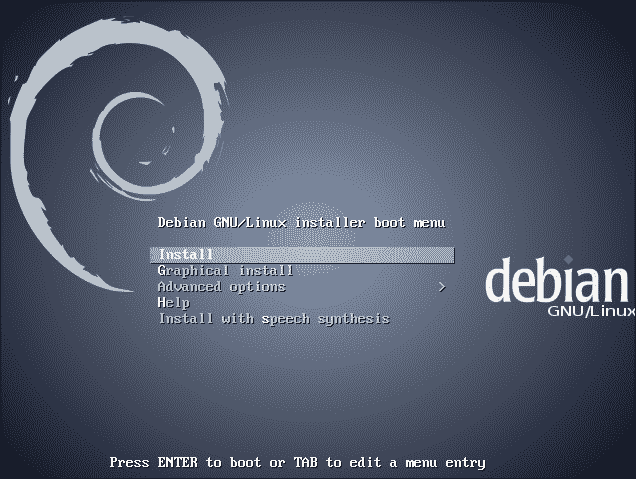 Debian GNU/Linux installer boot menu
Install
Graphical install
Advanced options >
Help
Install with speech synthesis
debian
GNU/Linux
Press ENTER to boot or TAB to edit a menu entry